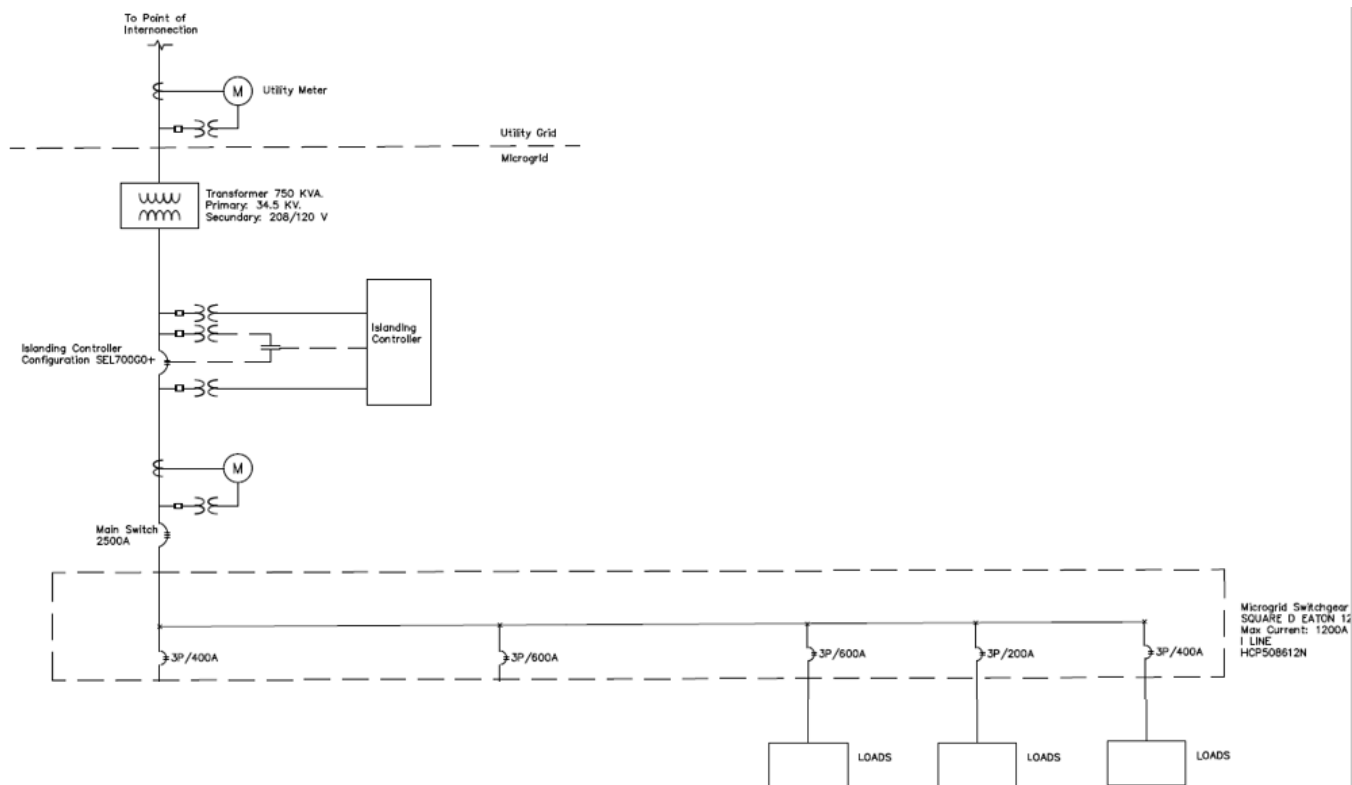 To Point of
Internonection
M
Utility Meter
Utility Grid
Microgrid
Transformer 750 KVA.
Primary: 34.5 KV.
Secundary: 208/120 V
Islanding
Controller
Islanding Controller
Configuration SEL700G0+
M
Main Switch
2500A
Microgrid Switchgear
SQUARE D EATON 12
Max Current: 1200A
I LINE
HCP508612N
3P/400A
3P/600A
3P/600A
3P/200A
3P/400A
LOADS
LOADS
LOADS